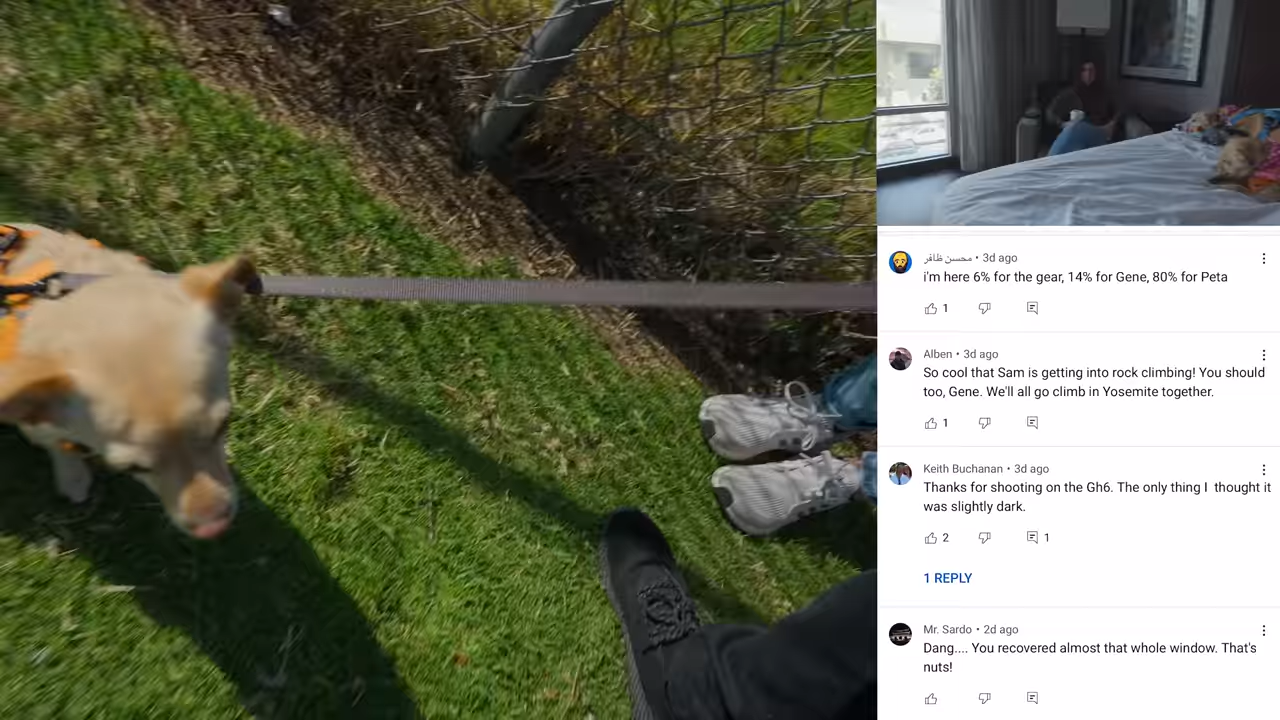 محسن ظافر • 3d ago
i'm here 6% for the gear, 14% for Gene, 80% for Peta
1
Alben • 3d ago
So cool that Sam is getting into rock climbing! You should
too, Gene. We'll all go climb in Yosemite together.
1
Keith Buchanan • 3d ago
Thanks for shooting on the Gh6. The only thing I thought it
was slightly dark.
2 1
1 REPLY
Mr. Sardo • 2d ago
Dang.... You recovered almost that whole window. That's
nuts!